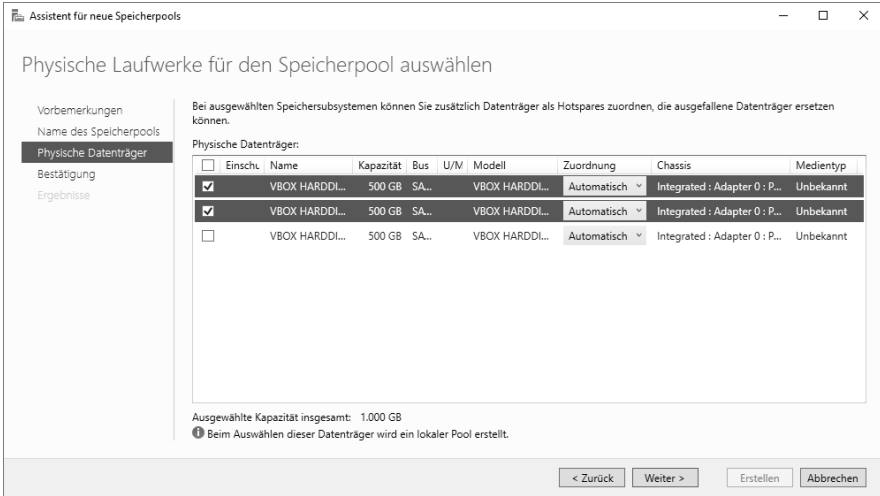 Assistent für neue Speicherpools
Physische Laufwerke für den Speicherpool auswählen
Vorbemerkungen
Name des Speicherpools
Physische Datenträger
Bestätigung
Ergebnisse
Bei ausgewählten Speichersubsystemen können Sie zusätzlich Datenträger als Hotspares zuordnen, die ausgefallene Datenträger ersetzen
können.
Physische Datenträger:
Einschu Name Kapazität Bus U/M Modell Zuordnung Chassis Medientyp
VBOX HARDDI... 500 GB SA... VBOX HARDDI... Automatisch Integrated : Adapter 0 : P... Unbekannt
VBOX HARDDI... 500 GB SA... VBOX HARDDI... Automatisch Integrated : Adapter 0 : P... Unbekannt
VBOX HARDDI... 500 GB SA... VBOX HARDDI... Automatisch Integrated : Adapter 0 : P... Unbekannt
Ausgewählte Kapazität insgesamt: 1.000 GB
Beim Auswählen dieser Datenträger wird ein lokaler Pool erstellt.
< Zurück Weiter > Erstellen Abbrechen